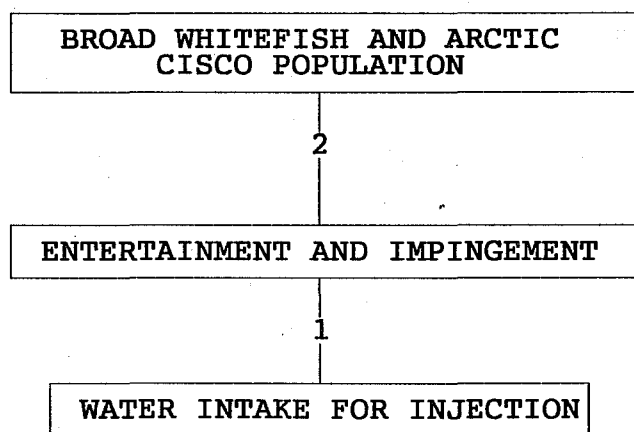 BROAD WHITEFISH AND ARCTIC
CISCO POPULATION
2
ENTERTAINMENT AND IMPINGEMENT
1
WATER INTAKE FOR INJECTION